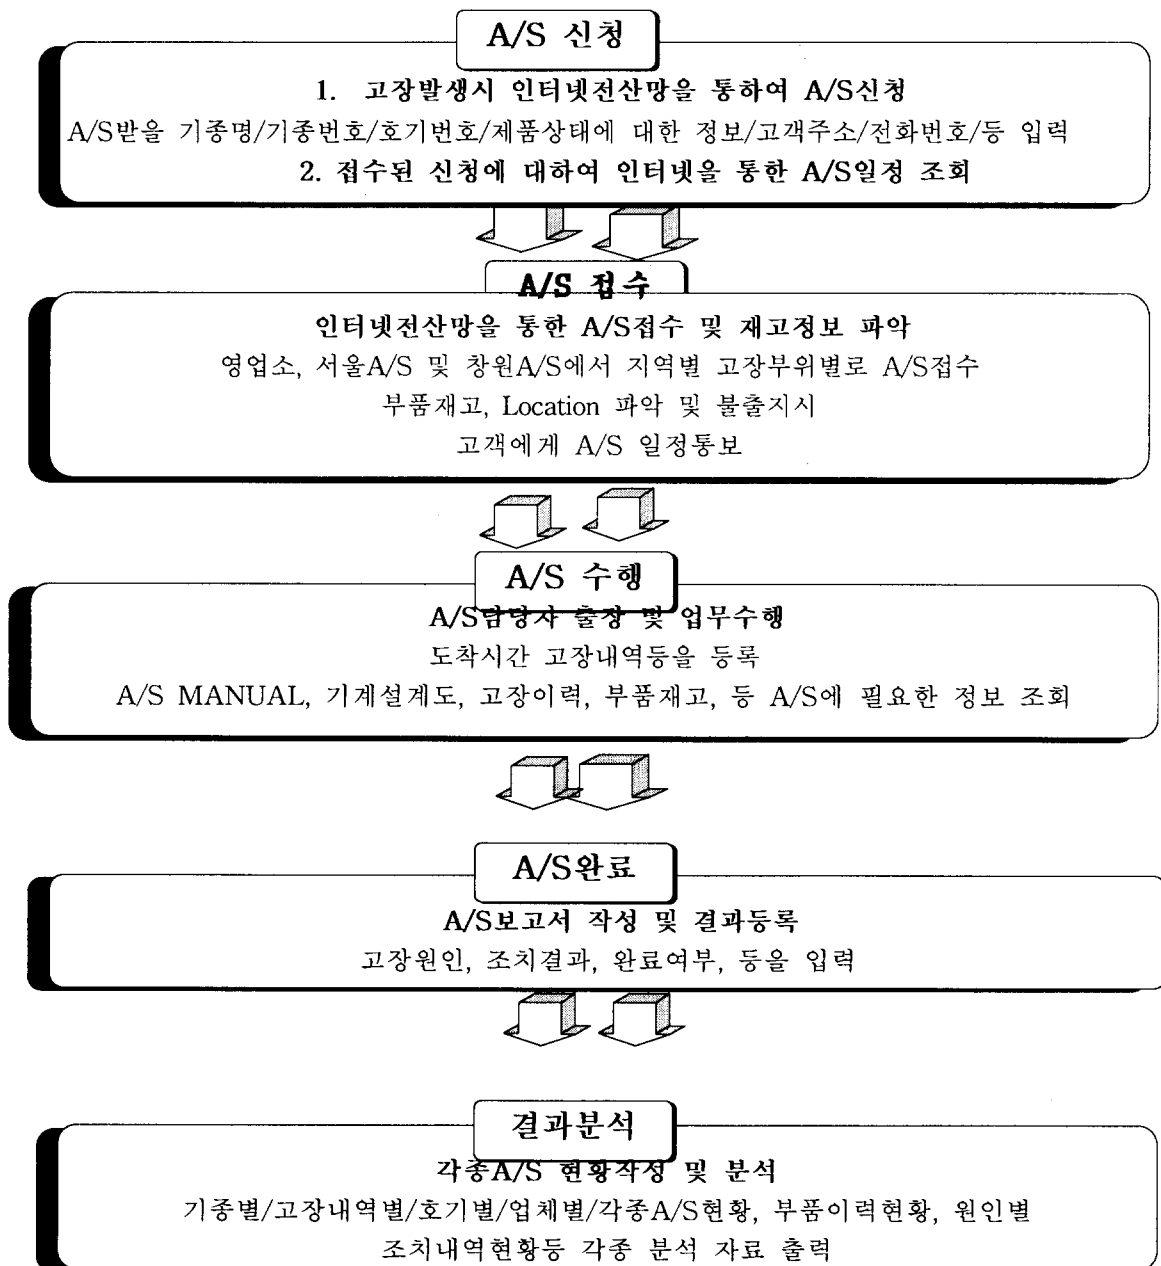 A/S 신청
1. 고장발생시 인터넷전산망을 통하여 A/S신청
A/S받을 기종명/기종번호/호기번호/제품상태에 대한 정보/고객주소/전화번호/등 입력
2. 접수된 신청에 대하여 인터넷을 통한 A/S일정 조회
A/S 접수
인터넷전산망을 통한 A/S접수 및 재고정보 파악
영업소, 서울A/S 및 창원A/S에서 지역별 고장부위별로 A/S접수
부품재고, Location 파악 및 불출지시
고객에게 A/S 일정통보
A/S 수행
A/S담당자 출장 및 업무수행
도착시간 고장내역등을 등록
A/S MANUAL, 기계설계도, 고장이력, 부품재고, 등 A/S에 필요한 정보 조회
A/S완료
A/S보고서 작성 및 결과등록
고장원인, 조치결과, 완료여부, 등을 입력
결과분석
각종A/S 현황작성 및 분석
기종별/고장내역별/호기별/업체별/각종A/S현황, 부품이력현황, 원인별
조치내역현황등 각종 분석 자료 출력